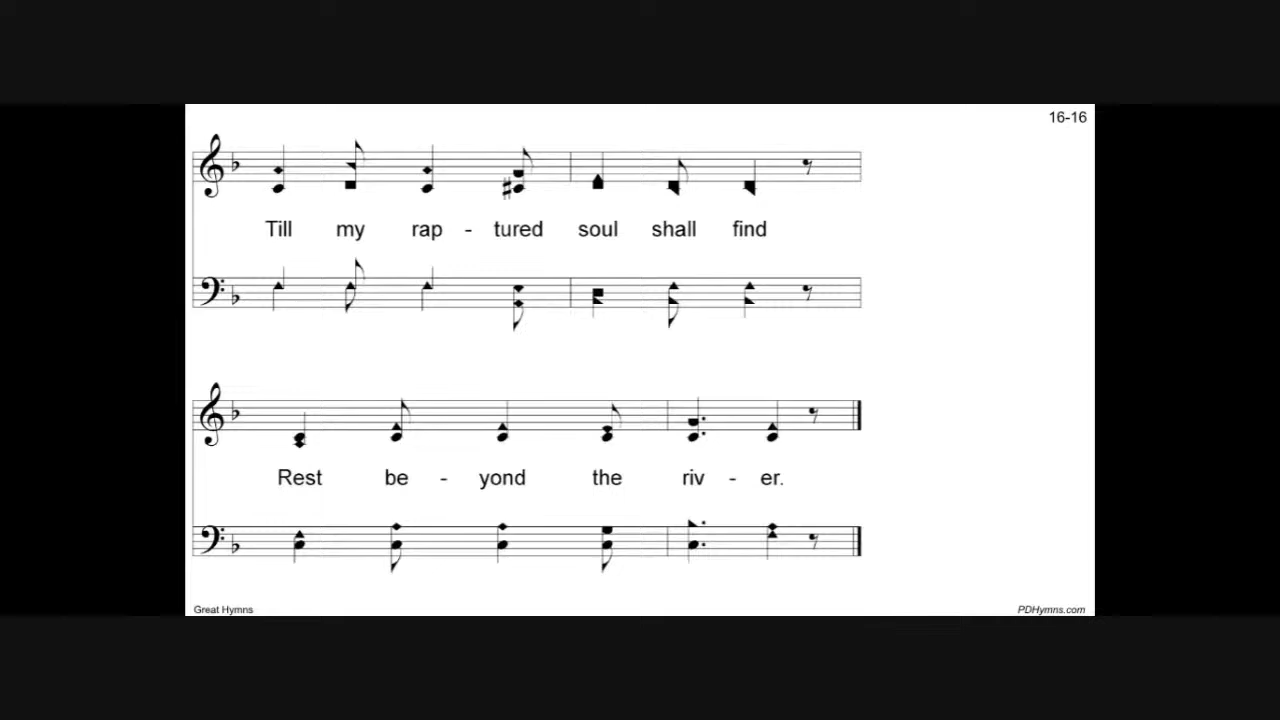 16-16
Till my rap - tured soul shall find
Rest be - yond the riv - er.
Great Hymns
PDHymns.com